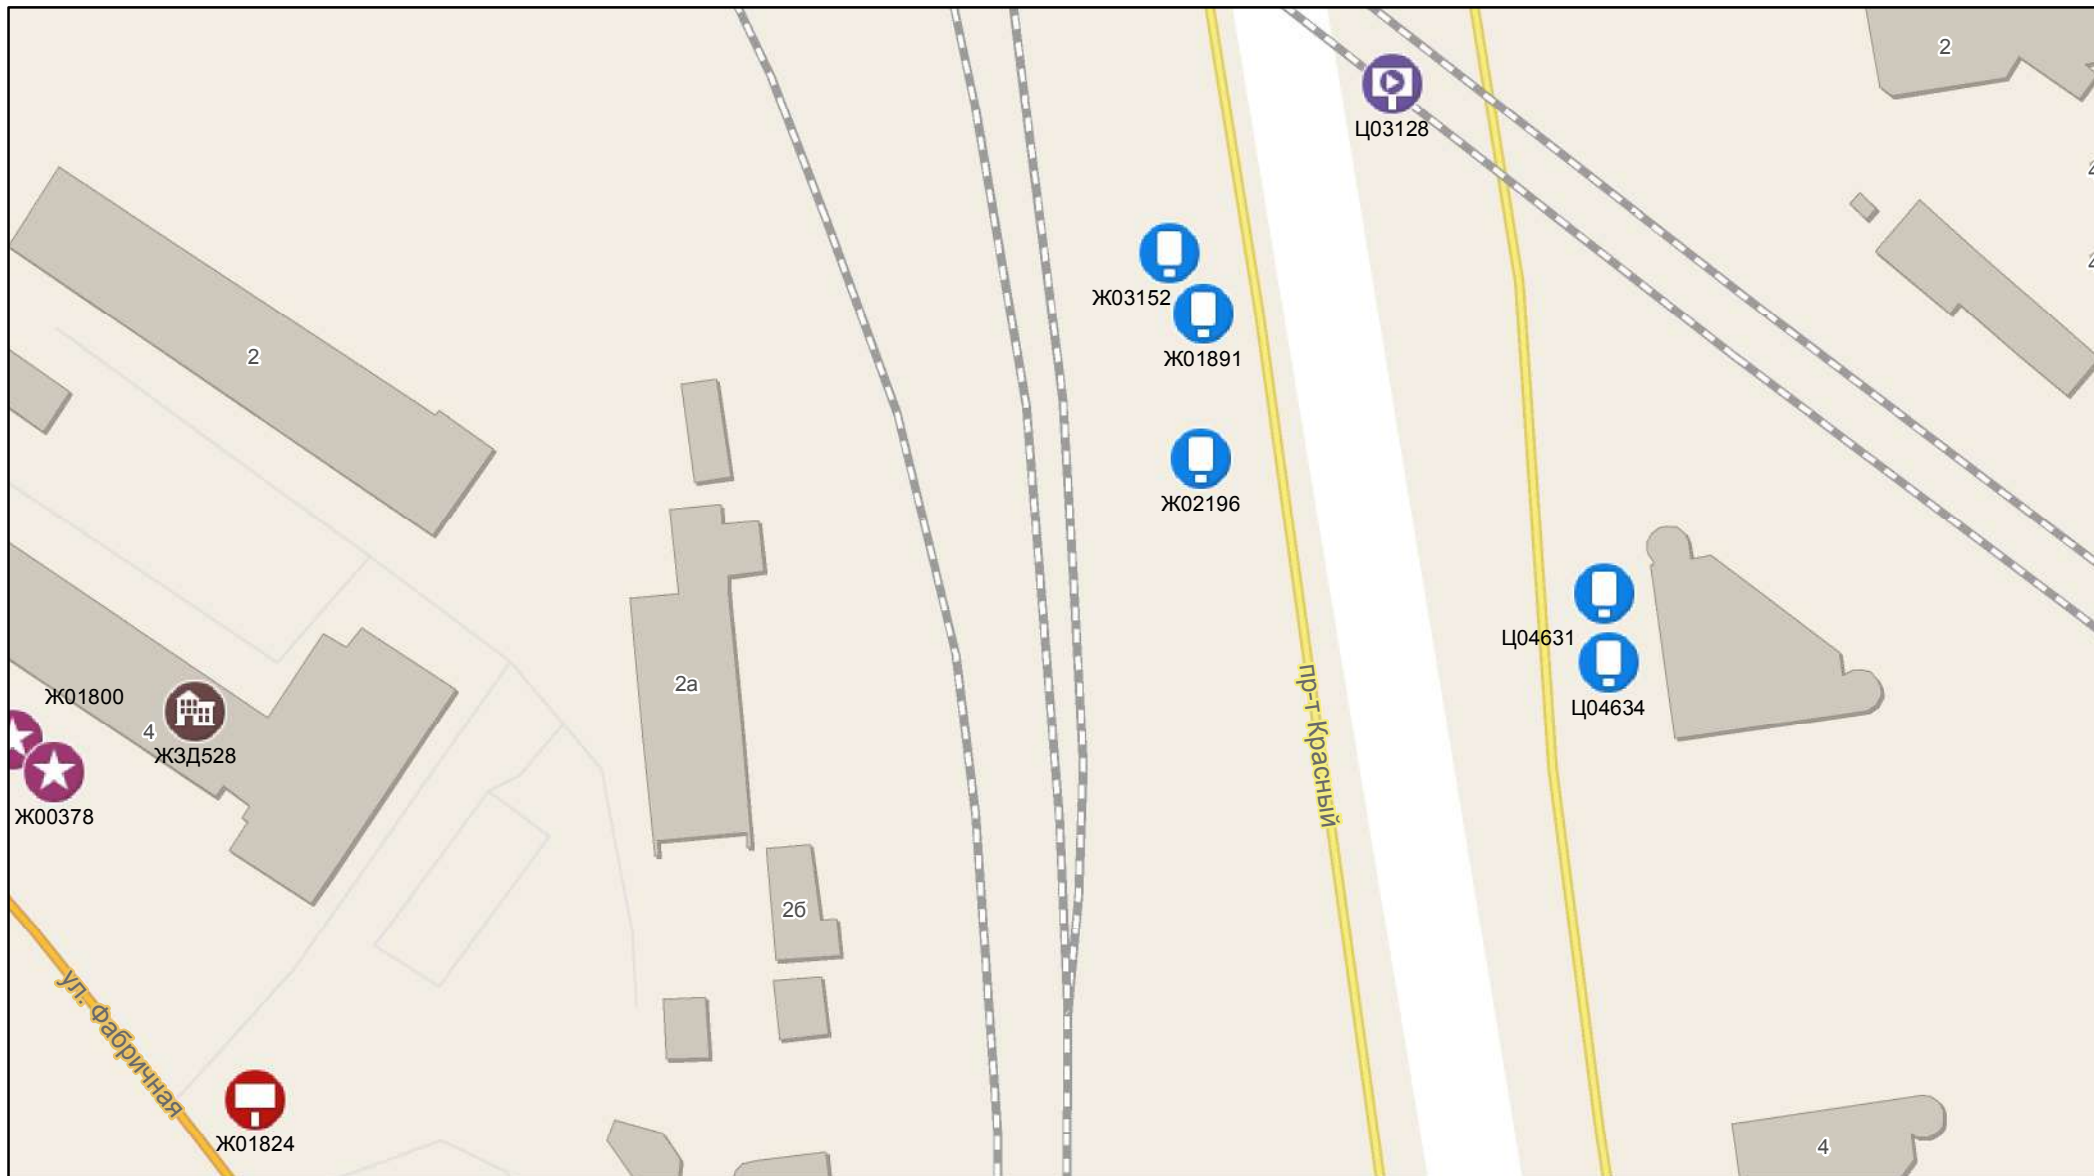 2
Ц03128
Ж03152
Ж01891
2
Ж02196
Ц04631
2а
Ж01800
4
Ц04634
ЖЗД528
пр-т Красный
Ж00378
2б
ул. Фабричная
Ж01824
4